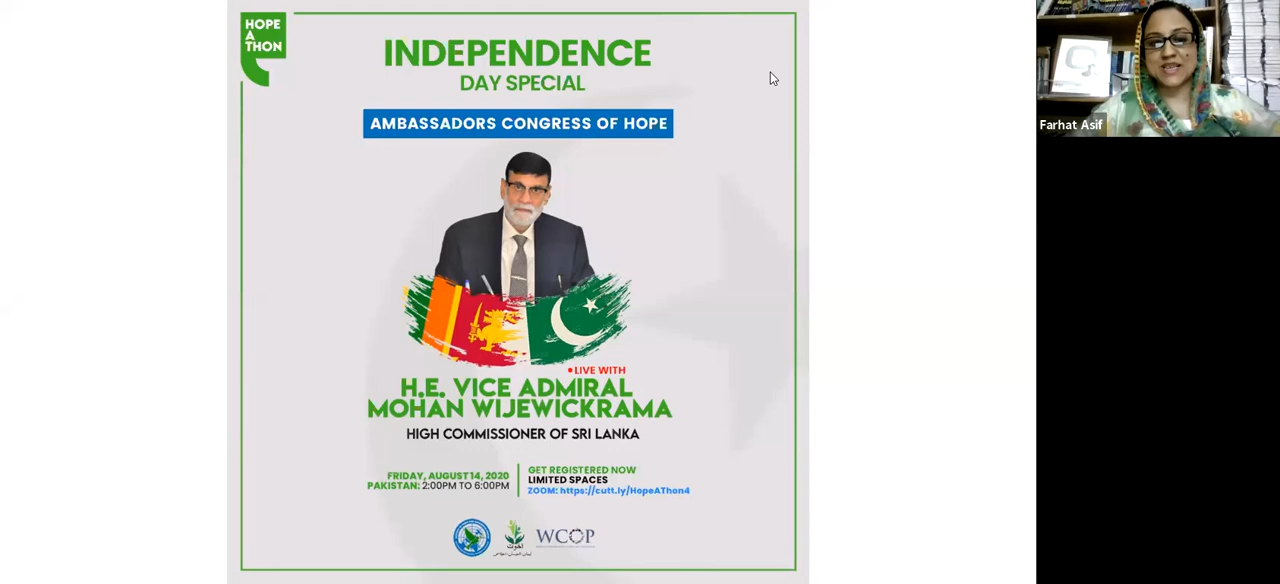 HOPE
A
THON
INDEPENDENCE
DAY SPECIAL
AMBASSADORS CONGRESS OF HOPE
•LIVE WITH
H.E. VICE ADMIRAL
MOHAN WIJEWICKRAMA
HIGH COMMISSIONER OF SRI LANKA
FRIDAY, AUGUST 14, 2020
PAKISTAN: 2:00PM TO 6:00PM
GET REGISTERED NOW
LIMITED SPACES
ZOOM: https://cutt.ly/HopeAThon4
اخوت
WCOP
Farhat Asif